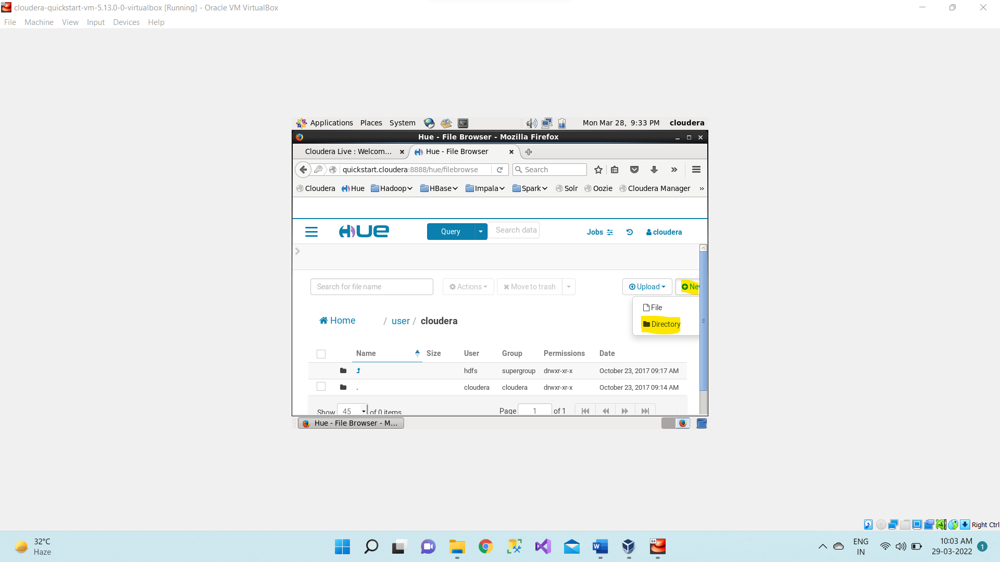 cloudera-quickstart-vm-5.13.0-0-virtualbox [Running] - Oracle VM VirtualBox
File Machine View Input Devices Help
Applications Places System Mon Mar 28, 9:33 PM cloudera
Hue - File Browser - Mozilla Firefox
Cloudera Live : Welcom... Hue - File Browser
quickstart.cloudera:8888/hue/filebrowse Search
Cloudera Hue Hadoop HBase Impala Spark Solr Oozie Cloudera Manager »
HUE Query Search data Jobs cloudera
Search for file name Actions Move to trash Upload New
File
Home / user / cloudera
Directory
Name Size User Group Permissions Date
hdfs supergroup drwxr-xr-x October 23, 2017 09:17 AM
. cloudera cloudera drwxr-xr-x October 23, 2017 09:14 AM
Show 45 of 0 items Page 1 of 1
Hue - File Browser - M...
Right Ctrl
32°C
Haze
64
ENG
IN
10:03 AM
29-03-2022
1